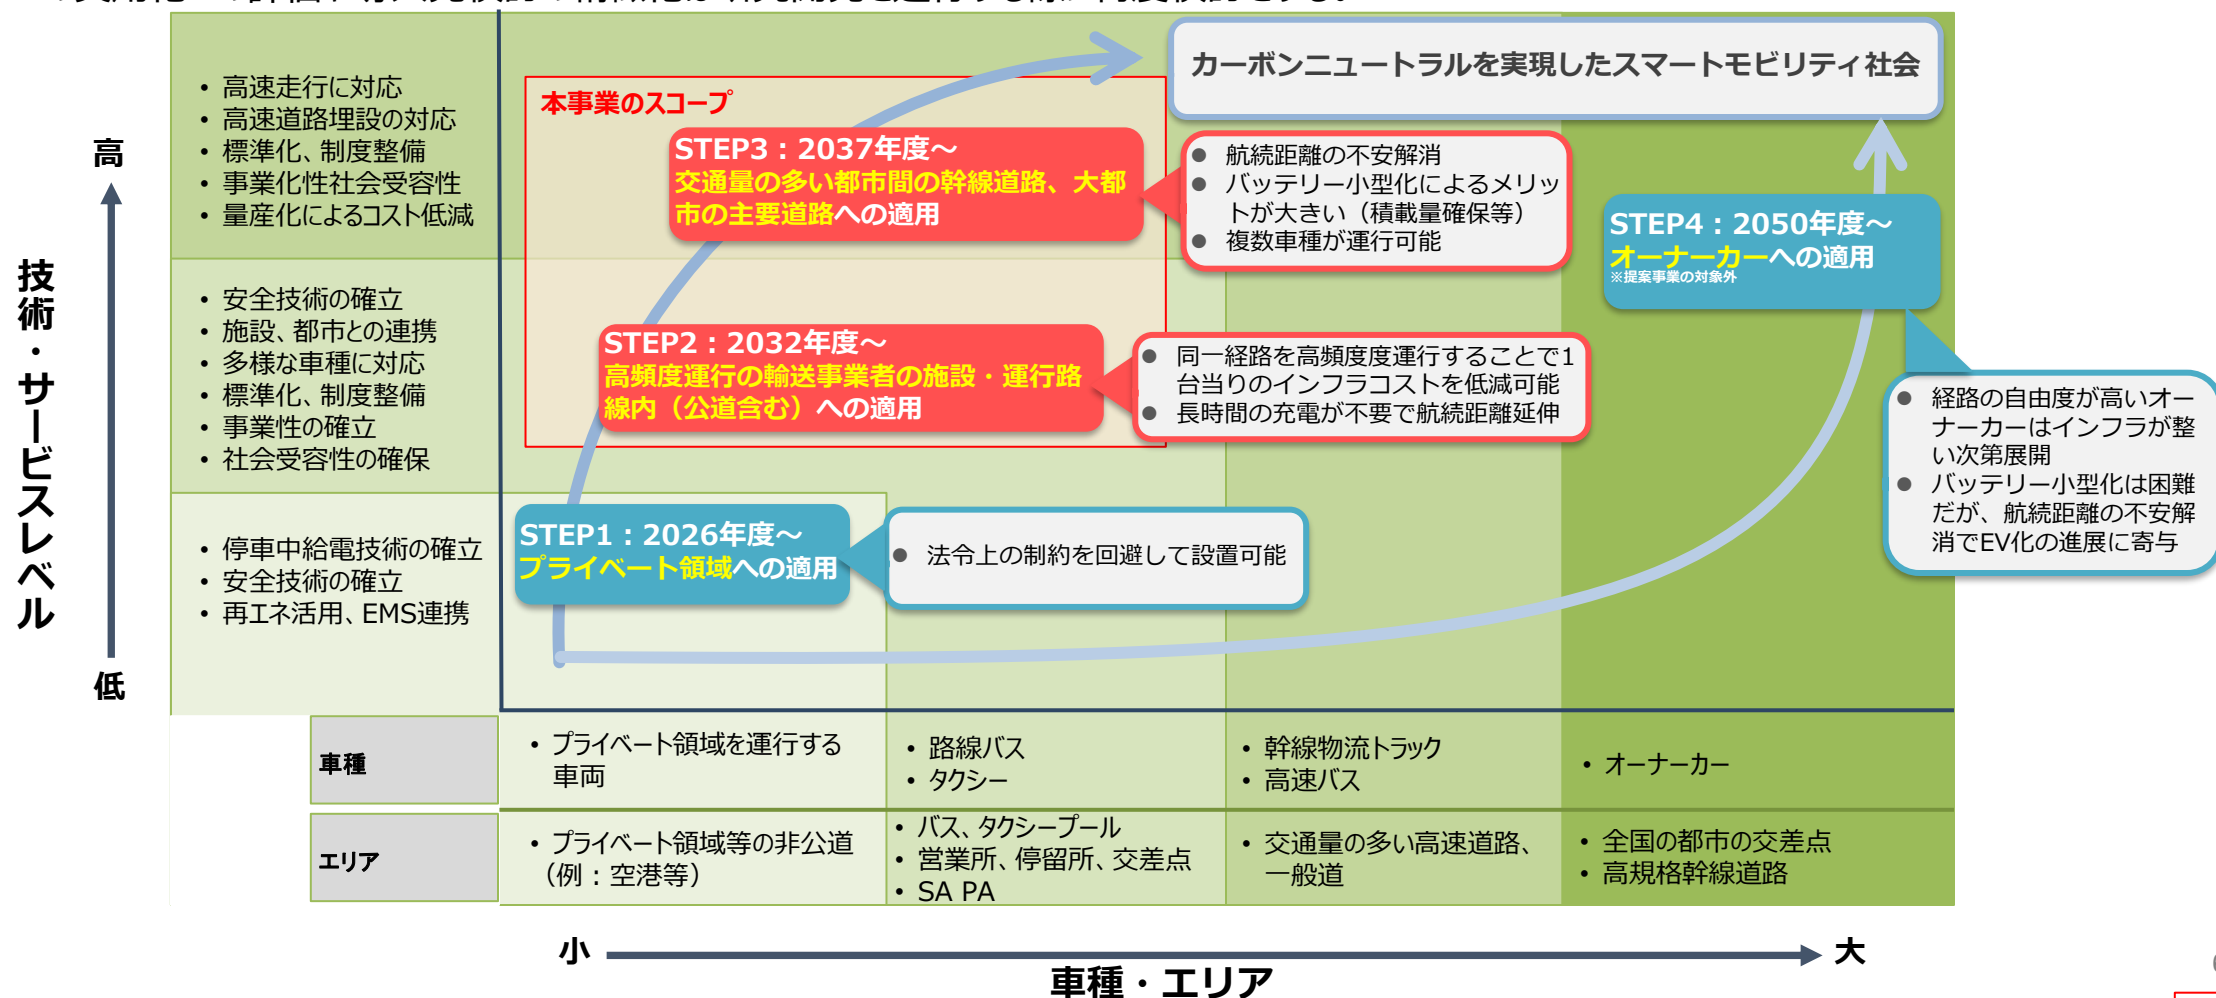 カーボンニュートラルを実現したスマートモビリティ社会
• 高速走行に対応
• 高速道路埋設の対応
• 標準化、制度整備
• 事業化性社会受容性
• 量産化によるコスト低減
本事業のスコープ
STEP3：2037年度～
交通量の多い都市間の幹線道路、大都
市の主要道路への適用
● 航続距離の不安解消
● バッテリー小型化によるメリッ
トが大きい（積載量確保等）
● 複数車種が運行可能
STEP4：2050年度～
オーナーカーへの適用
※提案事業の対象外
高
技術・サービスレベル
低
• 安全技術の確立
• 施設、都市との連携
• 多様な車種に対応
• 標準化、制度整備
• 事業性の確立
• 社会受容性の確保
STEP2：2032年度～
高頻度運行の輸送事業者の施設・運行路
線内（公道含む）への適用
● 同一経路を高頻度度運行することで1
台当りのインフラコストを低減可能
● 長時間の充電が不要で航続距離延伸
● 経路の自由度が高いオー
ナーカーはインフラが整
い次第展開
● バッテリー小型化は困難
だが、航続距離の不安解
消でEV化の進展に寄与
• 停車中給電技術の確立
• 安全技術の確立
• 再エネ活用、EMS連携
STEP1：2026年度～
プライベート領域への適用
● 法令上の制約を回避して設置可能
車種
• プライベート領域を運行する
車両
• 路線バス
• タクシー
• 幹線物流トラック
• 高速バス
• オーナーカー
エリア
• プライベート領域等の非公道
（例：空港等）
• バス、タクシープール
• 営業所、停留所、交差点
• SA PA
• 交通量の多い高速道路、
一般道
• 全国の都市の交差点
• 高規格幹線道路
小
大
車種・エリア